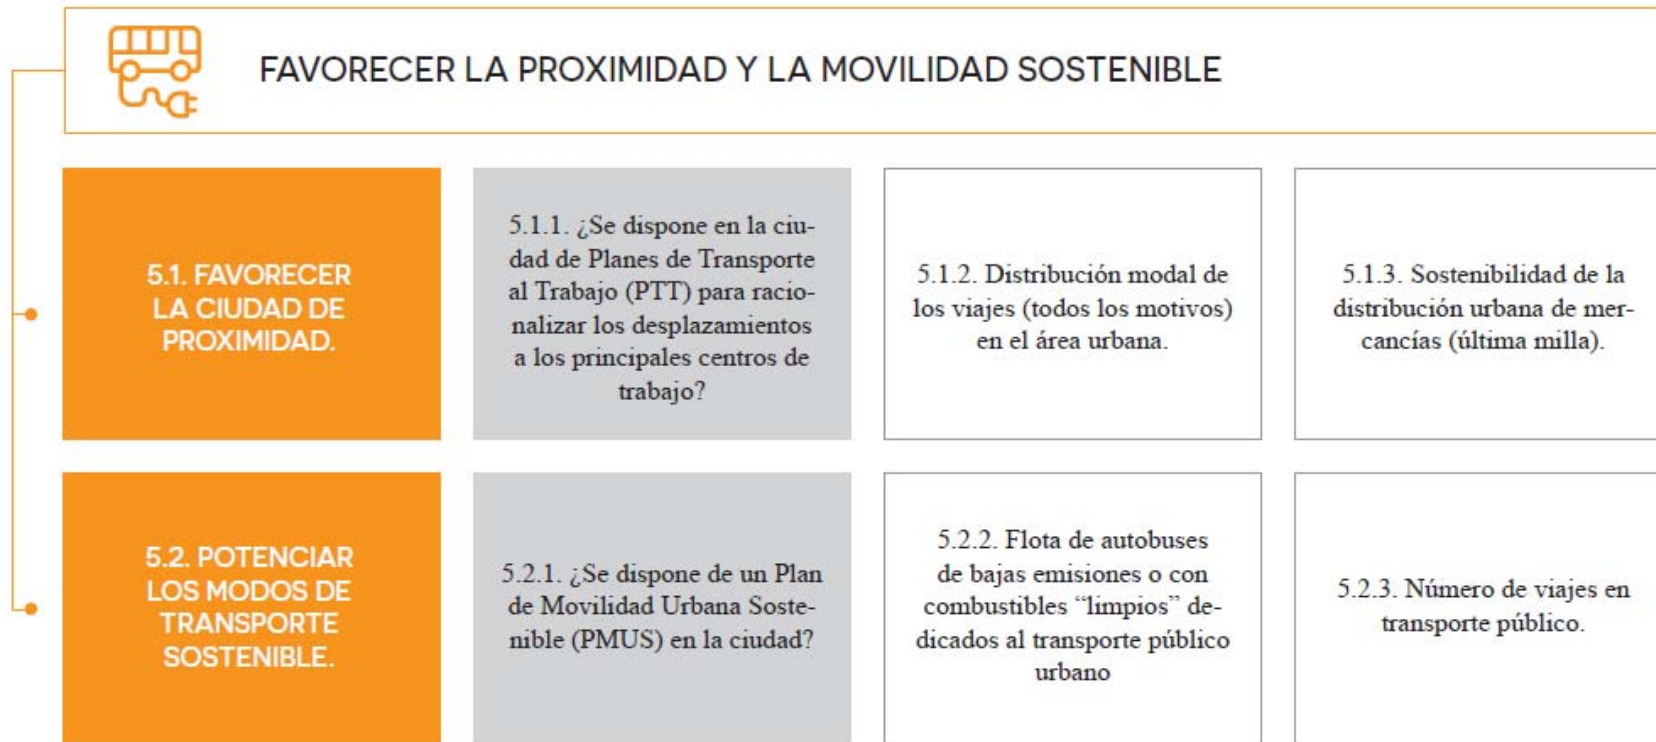 FAVORECER LA PROXIMIDAD Y LA MOVILIDAD SOSTENIBLE
5.1. FAVORECER
LA CIUDAD DE
PROXIMIDAD.
5.1.1. ¿Se dispone en la ciu-
dad de Planes de Transporte
al Trabajo (PTT) para racio-
nalizar los desplazamientos
a los principales centros de
trabajo?
5.1.2. Distribución modal de
los viajes (todos los motivos)
en el área urbana.
5.1.3. Sostenibilidad de la
distribución urbana de mer-
cancías (última milla).
5.2. POTENCIAR
LOS MODOS DE
TRANSPORTE
SOSTENIBLE.
5.2.1. ¿Se dispone de un Plan
de Movilidad Urbana Soste-
nible (PMUS) en la ciudad?
5.2.2. Flota de autobuses
de bajas emisiones o con
combustibles “limpios” de-
dicados al transporte público
urbano
5.2.3. Número de viajes en
transporte público.